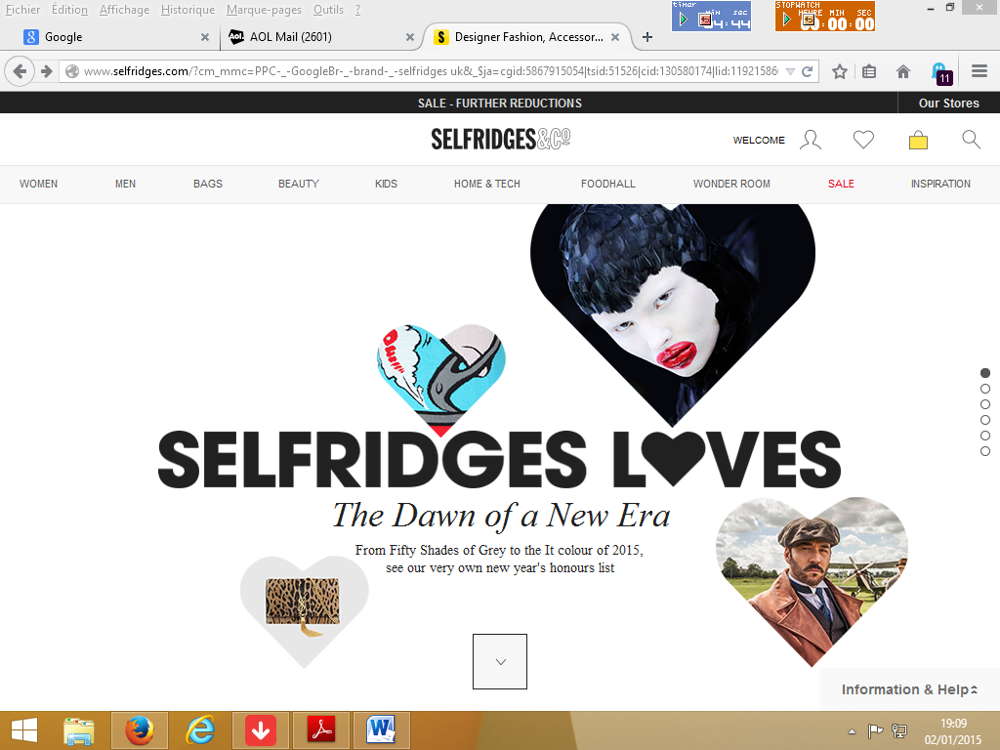 Fichier Édition Affichage Historique Marque-pages Outils ?
timer
Min sec
4:44
STOPWATCH
HEURE MIN SEC
00:00:00
Google
AOL Mail (2601)
Designer Fashion, Accessor...
www.selfridges.com/?cm_mmc=PPC-_-GoogleBr-_-brand-_-selfridges uk&_$ja=cgid:5867915054|tsid:51526|cid:130580174|lid:11921586
11
SALE - FURTHER REDUCTIONS
Our Stores
SELFRIDGES&Co
WELCOME
WOMEN MEN BAGS BEAUTY KIDS HOME & TECH FOODHALL WONDER ROOM SALE INSPIRATION
SELFRIDGES LOVES
The Dawn of a New Era
From Fifty Shades of Grey to the It colour of 2015,
see our very own new year's honours list
Information & Help
19:09
02/01/2015